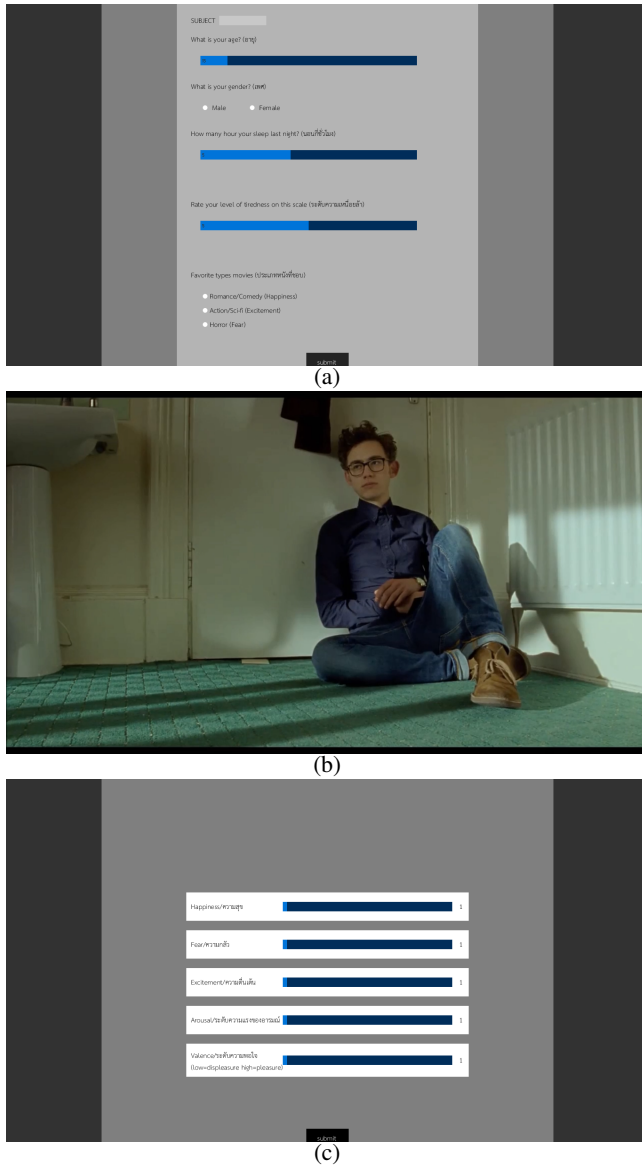 SUBJECT
What is your age? (อายุ)
What is your gender? (เพศ)
Male Female
How many hour your sleep last night? (นอนกี่ชั่วโมง)
Rate your level of tiredness on this scale (ระดับความเหนื่อยล้า)
Favorite types movies (ประเภทหนังที่ชอบ)
Romance/Comedy (Happiness)
Action/Sci-fi (Excitement)
Horror (Fear)
submit
(a)
(b)
Happiness/ความสุข 1
Fear/ความกลัว 1
Excitement/ความตื่นเต้น 1
Arousal/ระดับความแรงของอารมณ์ 1
Valence/ระดับความพอใจ 1
(low=displeasure high=pleasure)
submit
(c)